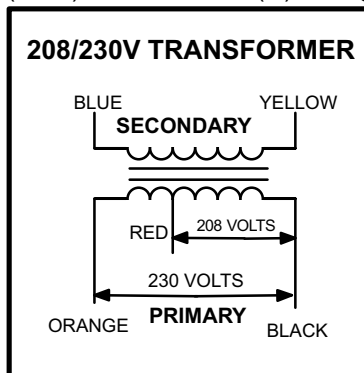 208/230V TRANSFORMER
BLUE YELLOW
SECONDARY
RED 208 VOLTS
230 VOLTS
ORANGE PRIMARY BLACK